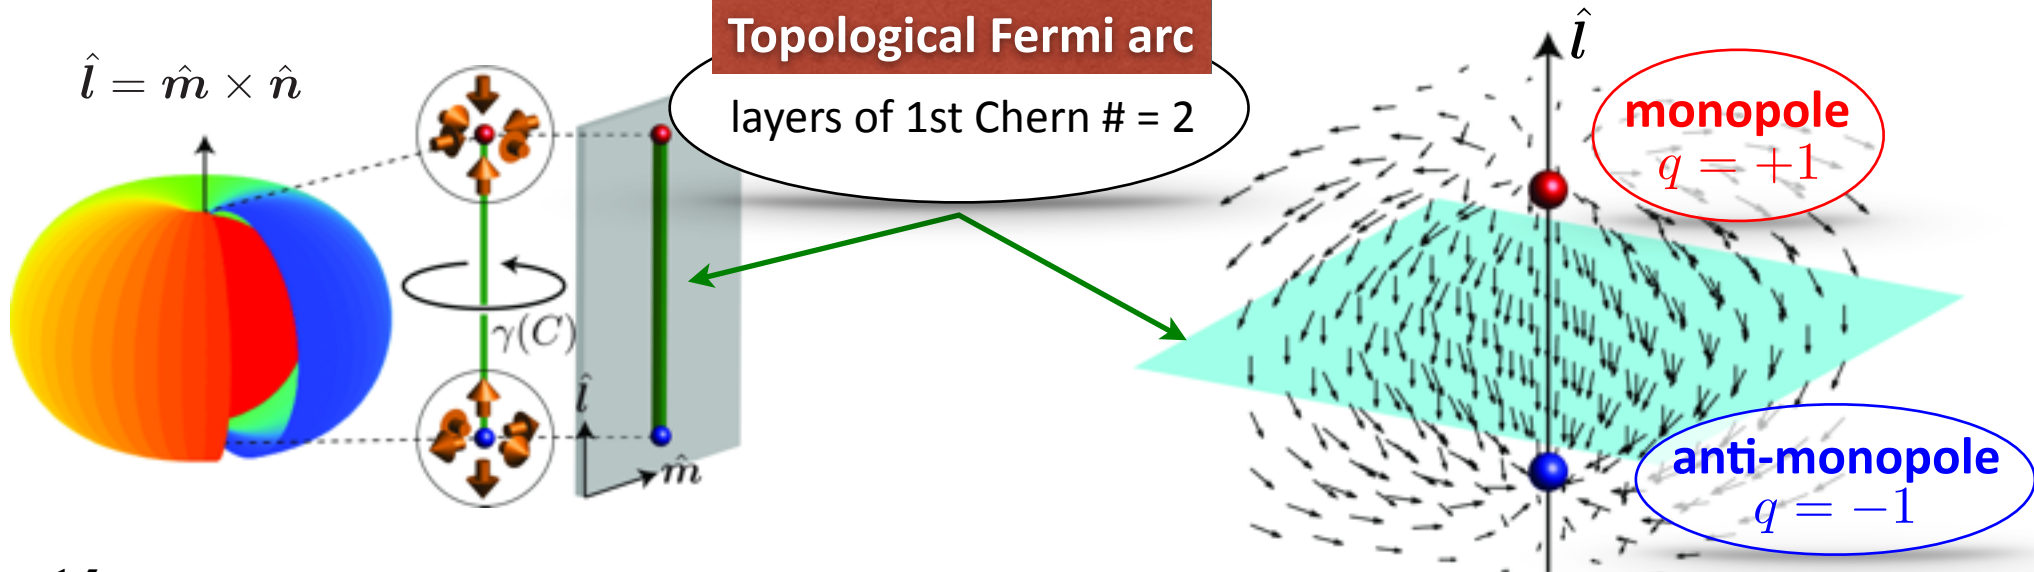 l̂ = m̂ × n̂
Topological Fermi arc
layers of 1st Chern # = 2
γ(C)
l̂
m̂
l̂
monopole
q = +1
anti-monopole
q = −1